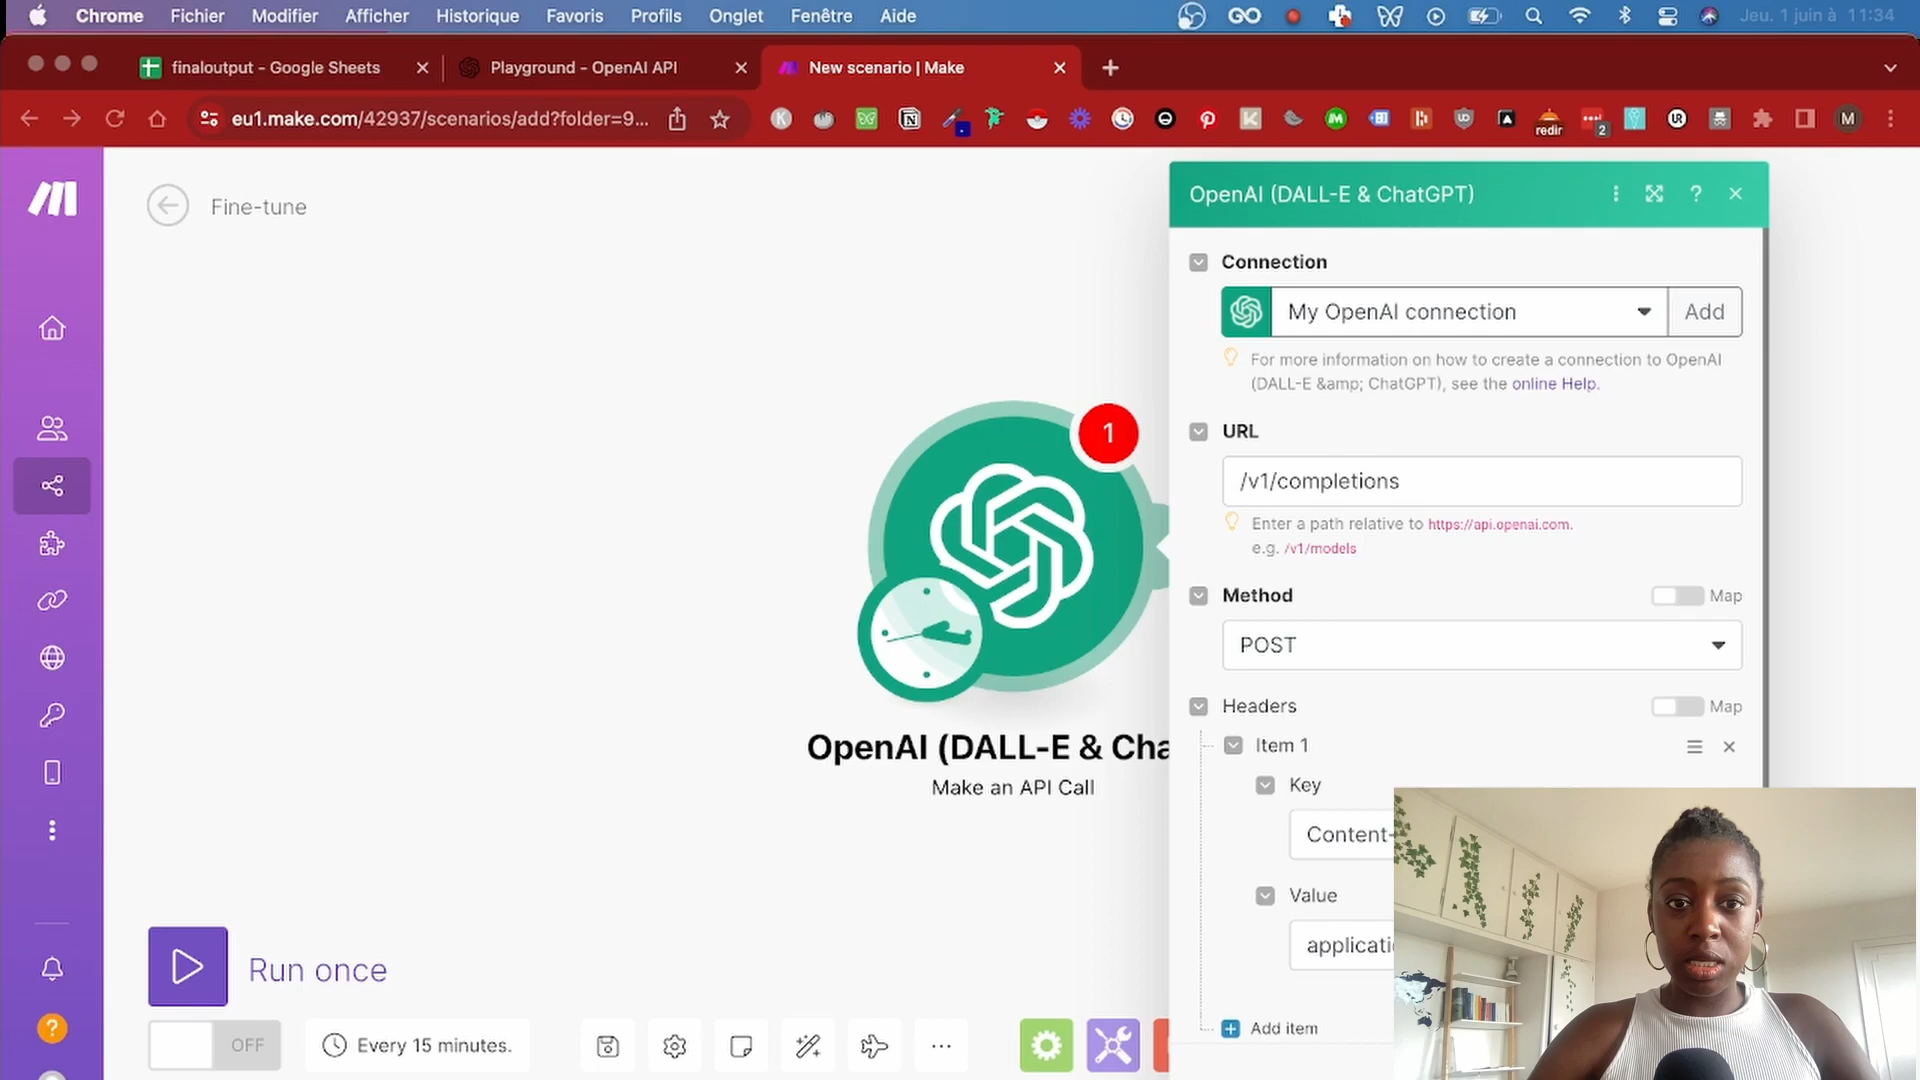 Chrome Fichier Modifier Afficher Historique Favoris Profils Onglet Fenêtre Aide Jeu. 1 juin à 11:34
finaloutput - Google Sheets Playground - OpenAI API New scenario | Make
eu1.make.com/42937/scenarios/add?folder=9... redir 2 M
Fine-tune
OpenAI (DALL-E & ChatGPT)
Connection
My OpenAI connection Add
For more information on how to create a connection to OpenAI
(DALL-E &amp; ChatGPT), see the online Help.
URL
/v1/completions
Enter a path relative to https://api.openai.com.
e.g. /v1/models
Method Map
POST
Headers Map
Item 1
Key
Content-
Value
applicati
Add item
1
OpenAI (DALL-E & Cha
Make an API Call
Run once
OFF Every 15 minutes.